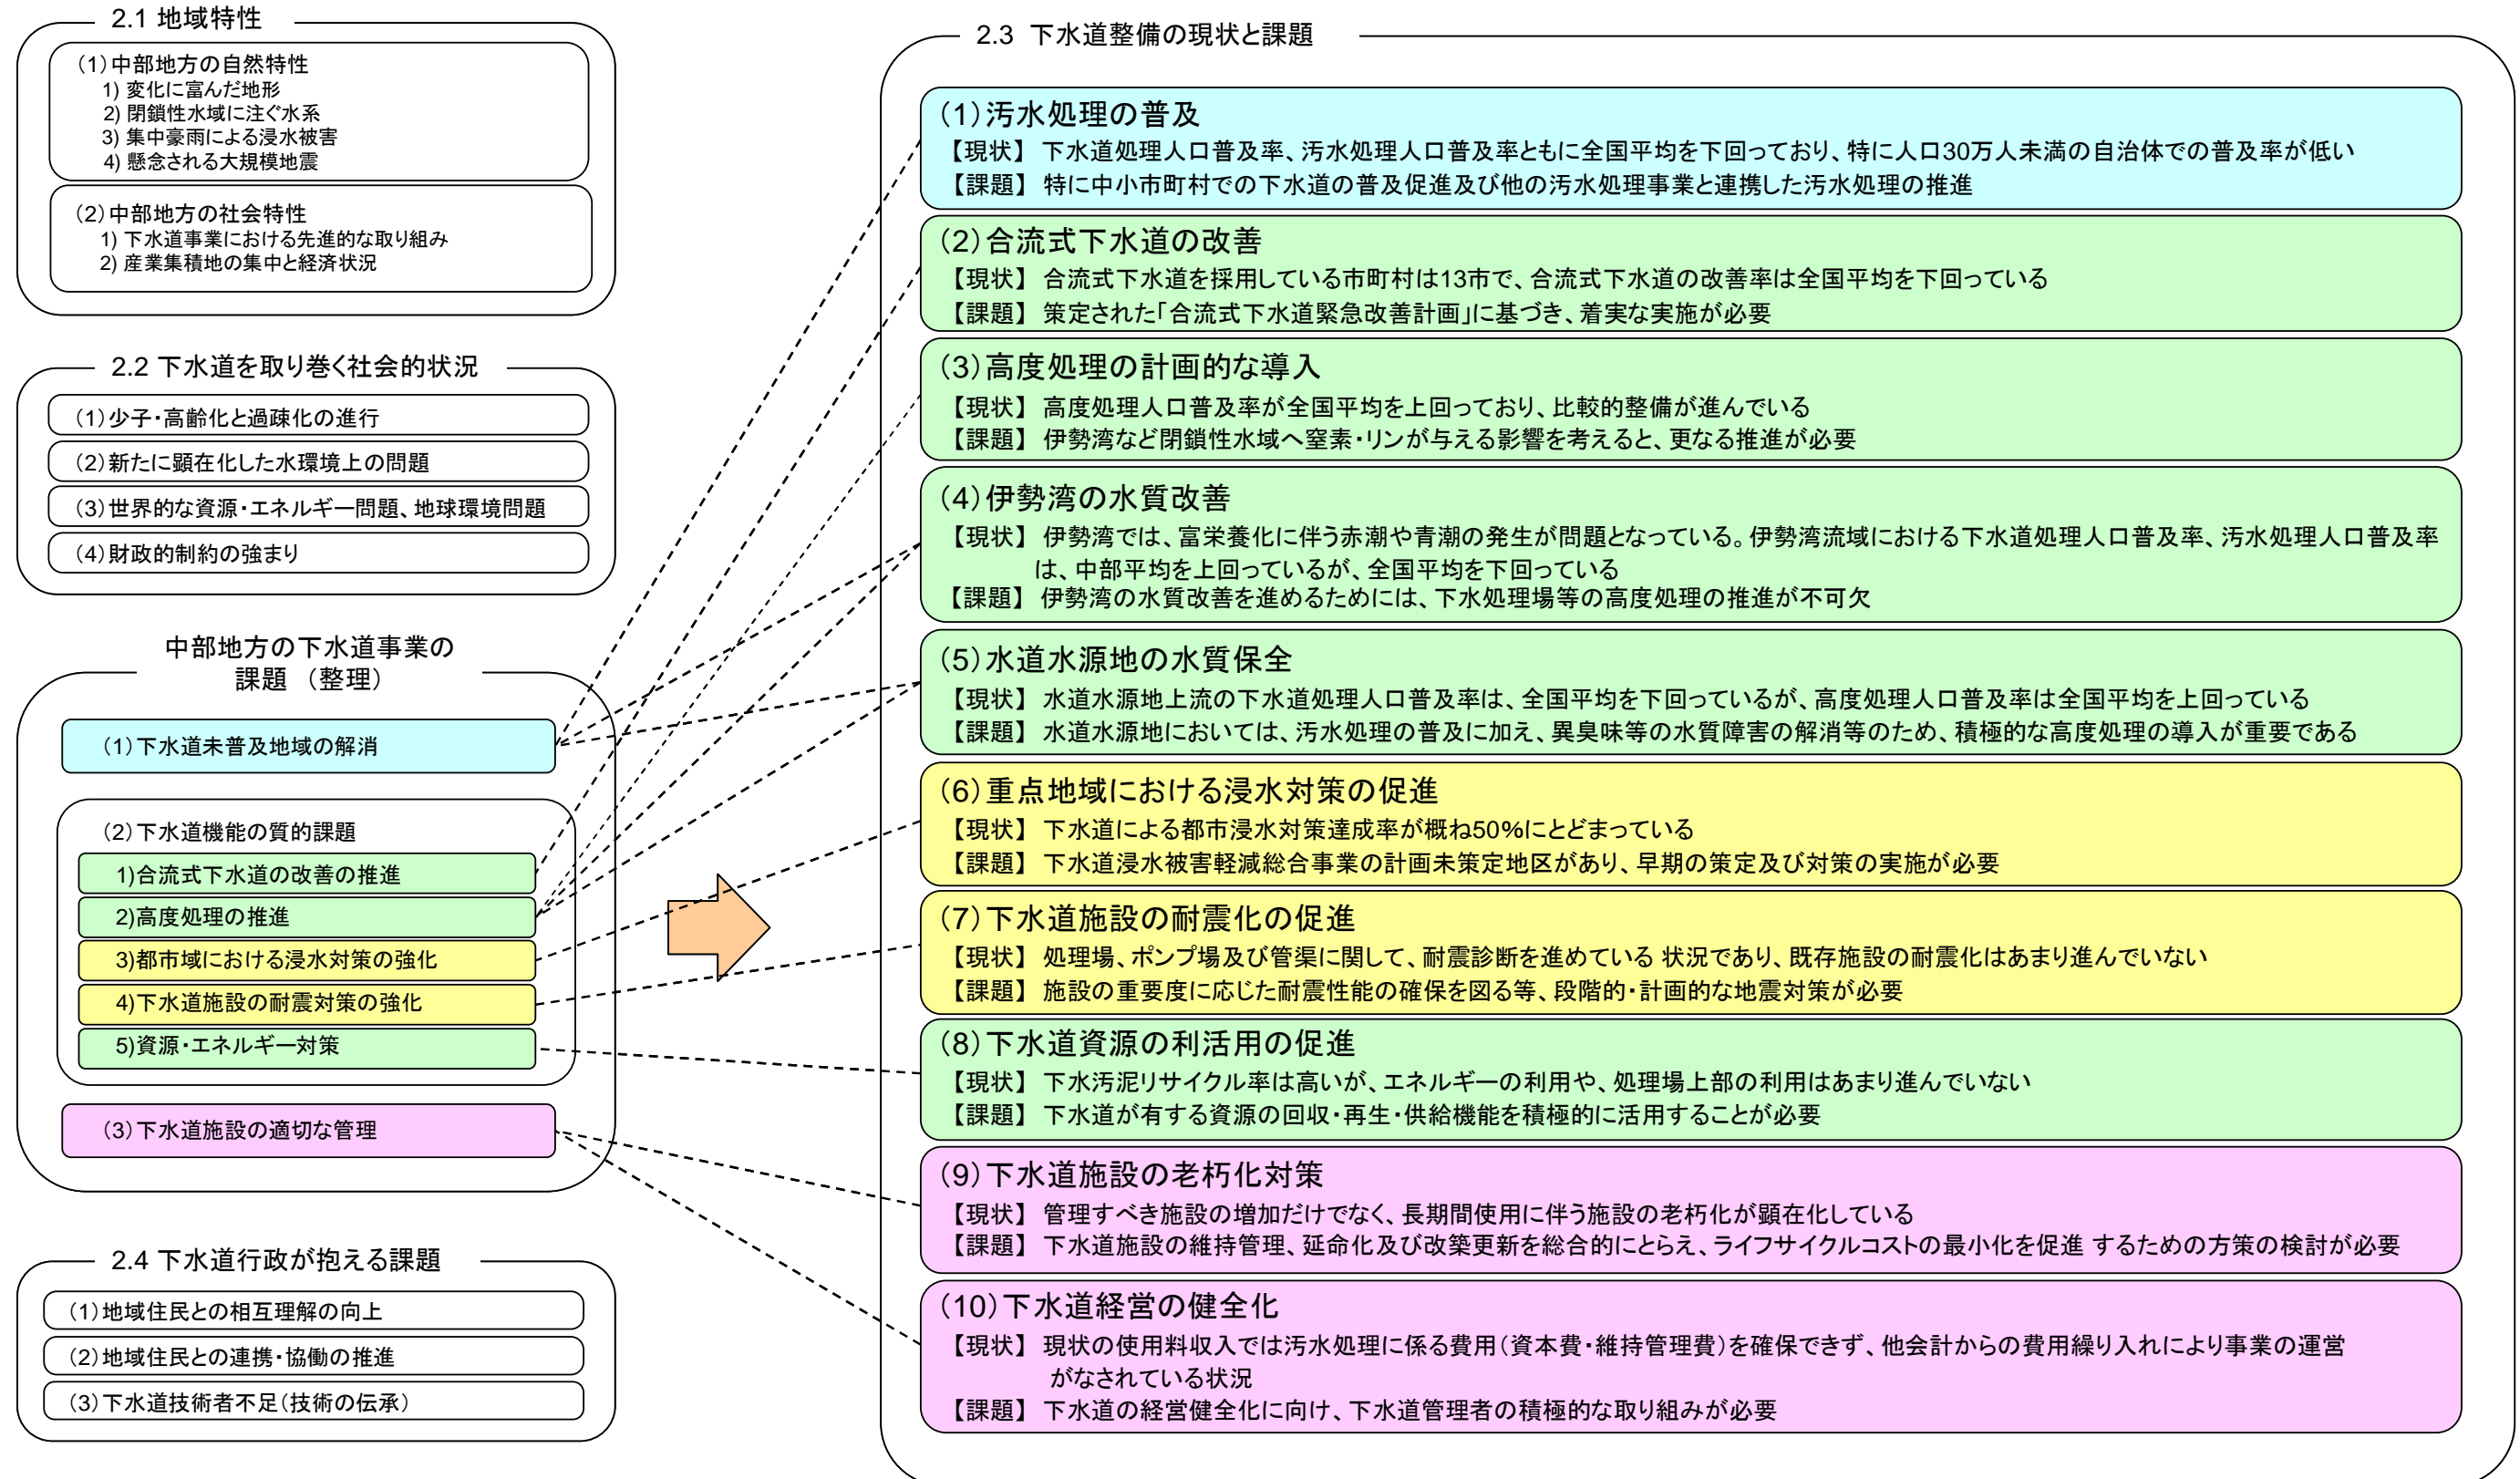 2.1 地域特性
（1）中部地方の自然特性
1) 変化に富んだ地形
2) 閉鎖性水域に注ぐ水系
3) 集中豪雨による浸水被害
4) 懸念される大規模地震
（2）中部地方の社会特性
1) 下水道事業における先進的な取り組み
2) 産業集積地の集中と経済状況
2.2 下水道を取り巻く社会的状況
（1）少子・高齢化と過疎化の進行
（2）新たに顕在化した水環境上の問題
（3）世界的な資源・エネルギー問題、地球環境問題
（4）財政的制約の強まり
中部地方の下水道事業の
課題 （整理）
（1）下水道未普及地域の解消
（2）下水道機能の質的課題
1)合流式下水道の改善の推進
2)高度処理の推進
3)都市域における浸水対策の強化
4)下水道施設の耐震対策の強化
5)資源・エネルギー対策
（3）下水道施設の適切な管理
2.4 下水道行政が抱える課題
（1）地域住民との相互理解の向上
（2）地域住民との連携・協働の推進
（3）下水道技術者不足（技術の伝承）
2.3 下水道整備の現状と課題
（1）汚水処理の普及
【現状】 下水道処理人口普及率、汚水処理人口普及率ともに全国平均を下回っており、特に人口30万人未満の自治体での普及率が低い
【課題】 特に中小市町村での下水道の普及促進及び他の汚水処理事業と連携した汚水処理の推進
（2）合流式下水道の改善
【現状】 合流式下水道を採用している市町村は13市で、合流式下水道の改善率は全国平均を下回っている
【課題】 策定された「合流式下水道緊急改善計画」に基づき、着実な実施が必要
（3）高度処理の計画的な導入
【現状】 高度処理人口普及率が全国平均を上回っており、比較的整備が進んでいる
【課題】 伊勢湾など閉鎖性水域へ窒素・リンが与える影響を考えると、更なる推進が必要
（4）伊勢湾の水質改善
【現状】 伊勢湾では、富栄養化に伴う赤潮や青潮の発生が問題となっている。伊勢湾流域における下水道処理人口普及率、汚水処理人口普及率
は、中部平均を上回っているが、全国平均を下回っている
【課題】 伊勢湾の水質改善を進めるためには、下水処理場等の高度処理の推進が不可欠
（5）水道水源地の水質保全
【現状】 水道水源地上流の下水道処理人口普及率は、全国平均を下回っているが、高度処理人口普及率は全国平均を上回っている
【課題】 水道水源地においては、汚水処理の普及に加え、異臭味等の水質障害の解消等のため、積極的な高度処理の導入が重要である
（6）重点地域における浸水対策の促進
【現状】 下水道による都市浸水対策達成率が概ね50％にとどまっている
【課題】 下水道浸水被害軽減総合事業の計画未策定地区があり、早期の策定及び対策の実施が必要
（7）下水道施設の耐震化の促進
【現状】 処理場、ポンプ場及び管渠に関して、耐震診断を進めている 状況であり、既存施設の耐震化はあまり進んでいない
【課題】 施設の重要度に応じた耐震性能の確保を図る等、段階的・計画的な地震対策が必要
（8）下水道資源の利活用の促進
【現状】 下水汚泥リサイクル率は高いが、エネルギーの利用や、処理場上部の利用はあまり進んでいない
【課題】 下水道が有する資源の回収・再生・供給機能を積極的に活用することが必要
（9）下水道施設の老朽化対策
【現状】 管理すべき施設の増加だけでなく、長期間使用に伴う施設の老朽化が顕在化している
【課題】 下水道施設の維持管理、延命化及び改築更新を総合的にとらえ、ライフサイクルコストの最小化を促進 するための方策の検討が必要
（10）下水道経営の健全化
【現状】 現状の使用料収入では汚水処理に係る費用（資本費・維持管理費）を確保できず、他会計からの費用繰り入れにより事業の運営
がなされている状況
【課題】 下水道の経営健全化に向け、下水道管理者の積極的な取り組みが必要